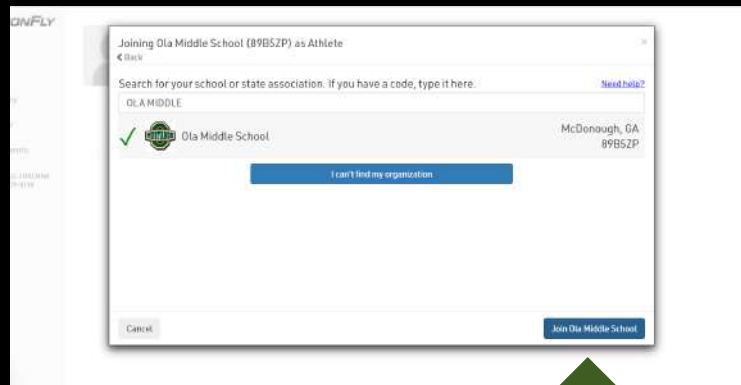 ONFLY
Joining Ola Middle School (89B5ZP) as Athlete
×
Back
Search for your school or state association. If you have a code, type it here.
Need help?
OLA MIDDLE
Ola Middle School
McDonough, GA
89B5ZP
I can't find my organization
Cancel
Join Ola Middle School